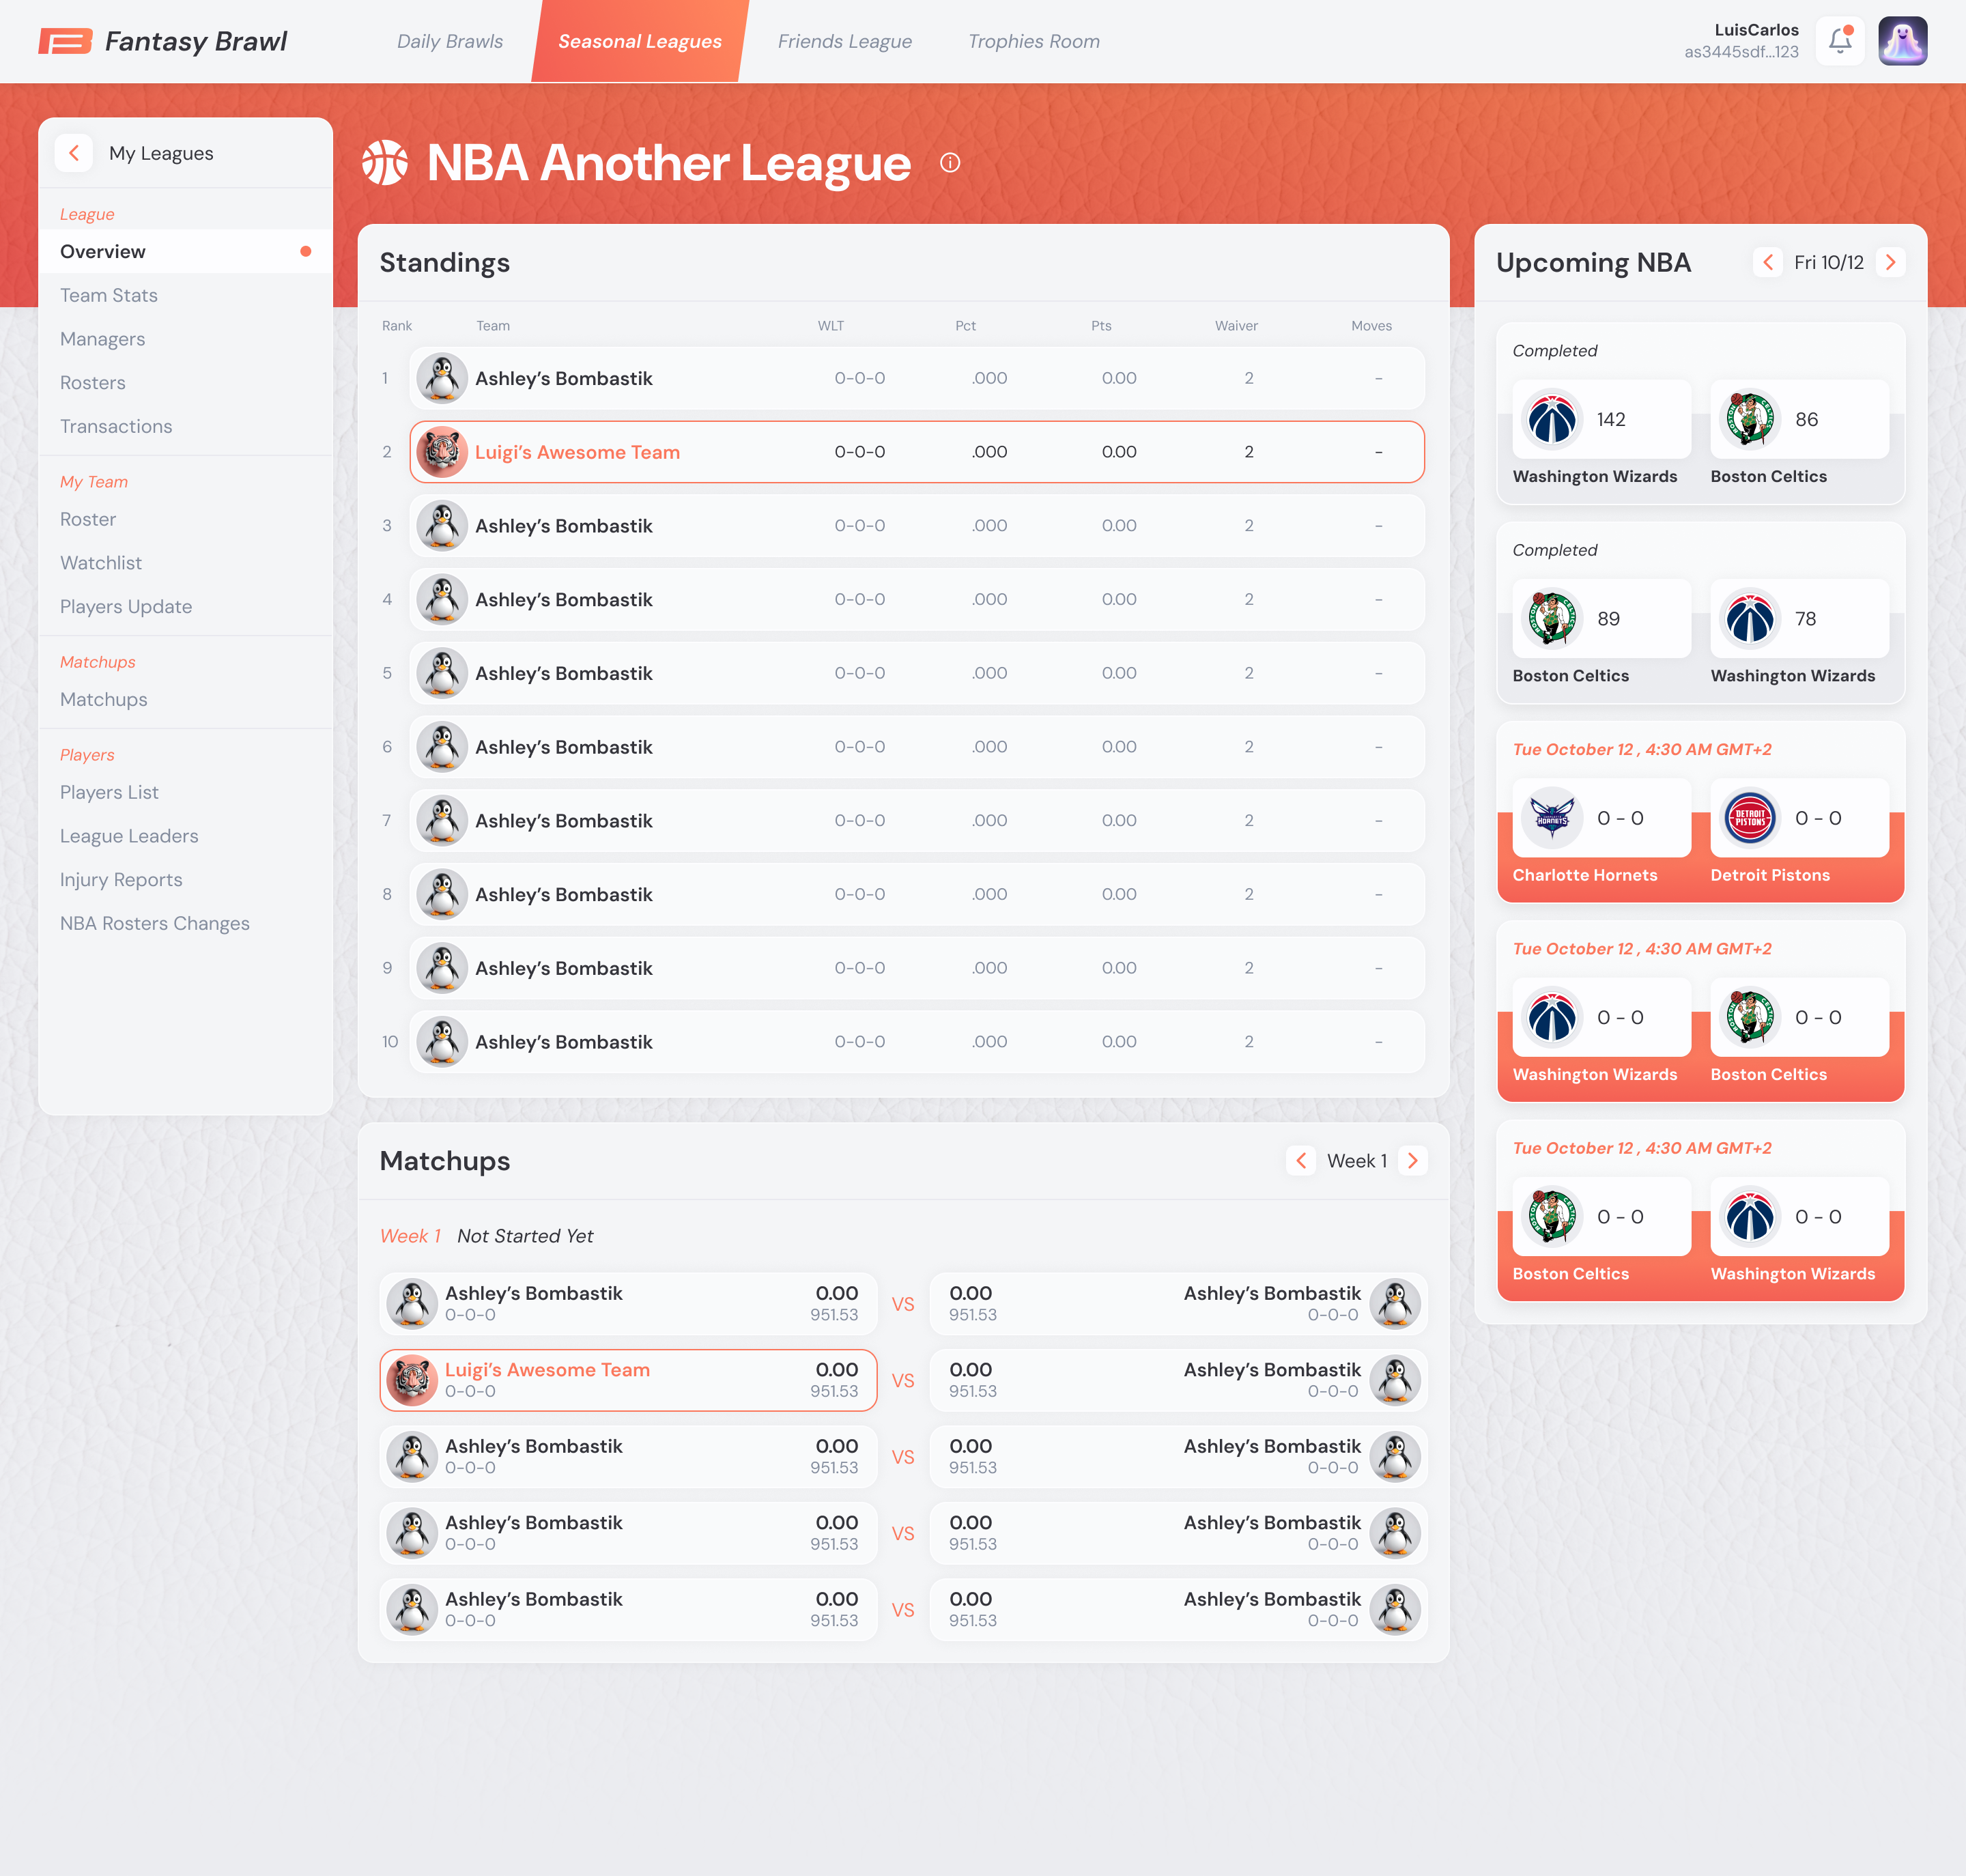 Fantasy Brawl
Daily Brawls
Seasonal Leagues
Friends League
Trophies Room
LuisCarlos
as3445sdf...123
My Leagues
League
Overview
Team Stats
Managers
Rosters
Transactions
My Team
Roster
Watchlist
Players Update
Matchups
Matchups
Players
Players List
League Leaders
Injury Reports
NBA Rosters Changes
NBA Another League
Standings
Rank Team WLT Pct Pts Waiver Moves
1 Ashley’s Bombastik 0-0-0 .000 0.00 2 -
2 Luigi’s Awesome Team 0-0-0 .000 0.00 2 -
3 Ashley’s Bombastik 0-0-0 .000 0.00 2 -
4 Ashley’s Bombastik 0-0-0 .000 0.00 2 -
5 Ashley’s Bombastik 0-0-0 .000 0.00 2 -
6 Ashley’s Bombastik 0-0-0 .000 0.00 2 -
7 Ashley’s Bombastik 0-0-0 .000 0.00 2 -
8 Ashley’s Bombastik 0-0-0 .000 0.00 2 -
9 Ashley’s Bombastik 0-0-0 .000 0.00 2 -
10 Ashley’s Bombastik 0-0-0 .000 0.00 2 -
Matchups
Week 1
Week 1 Not Started Yet
Ashley’s Bombastik 0.00 VS 0.00 Ashley’s Bombastik
0-0-0 951.53 951.53 0-0-0
Luigi’s Awesome Team 0.00 VS 0.00 Ashley’s Bombastik
0-0-0 951.53 951.53 0-0-0
Ashley’s Bombastik 0.00 VS 0.00 Ashley’s Bombastik
0-0-0 951.53 951.53 0-0-0
Ashley’s Bombastik 0.00 VS 0.00 Ashley’s Bombastik
0-0-0 951.53 951.53 0-0-0
Ashley’s Bombastik 0.00 VS 0.00 Ashley’s Bombastik
0-0-0 951.53 951.53 0-0-0
Upcoming NBA
Fri 10/12
Completed
142 BOSTON CELTICS 86
Washington Wizards Boston Celtics
Completed
BOSTON CELTICS 89 78
Boston Celtics Washington Wizards
Tue October 12 , 4:30 AM GMT+2
HORNETS 0 - 0 DETROIT PISTONS 0 - 0
Charlotte Hornets Detroit Pistons
Tue October 12 , 4:30 AM GMT+2
0 - 0 BOSTON CELTICS 0 - 0
Washington Wizards Boston Celtics
Tue October 12 , 4:30 AM GMT+2
BOSTON CELTICS 0 - 0 0 - 0
Boston Celtics Washington Wizards